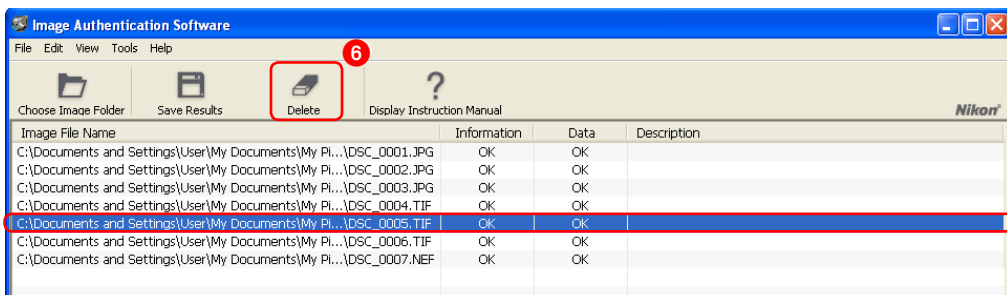 Image Authentication Software
File Edit View Tools Help
6
Choose Image Folder Save Results Delete Display Instruction Manual Nikon®
Image File Name Information Data Description
C:\Documents and Settings\User\My Documents\My Pi...\DSC_0001.JPG OK OK
C:\Documents and Settings\User\My Documents\My Pi...\DSC_0002.JPG OK OK
C:\Documents and Settings\User\My Documents\My Pi...\DSC_0003.JPG OK OK
C:\Documents and Settings\User\My Documents\My Pi...\DSC_0004.TIF OK OK
C:\Documents and Settings\User\My Documents\My Pi...\DSC_0005.TIF OK OK
C:\Documents and Settings\User\My Documents\My Pi...\DSC_0006.TIF OK OK
C:\Documents and Settings\User\My Documents\My Pi...\DSC_0007.NEF OK OK